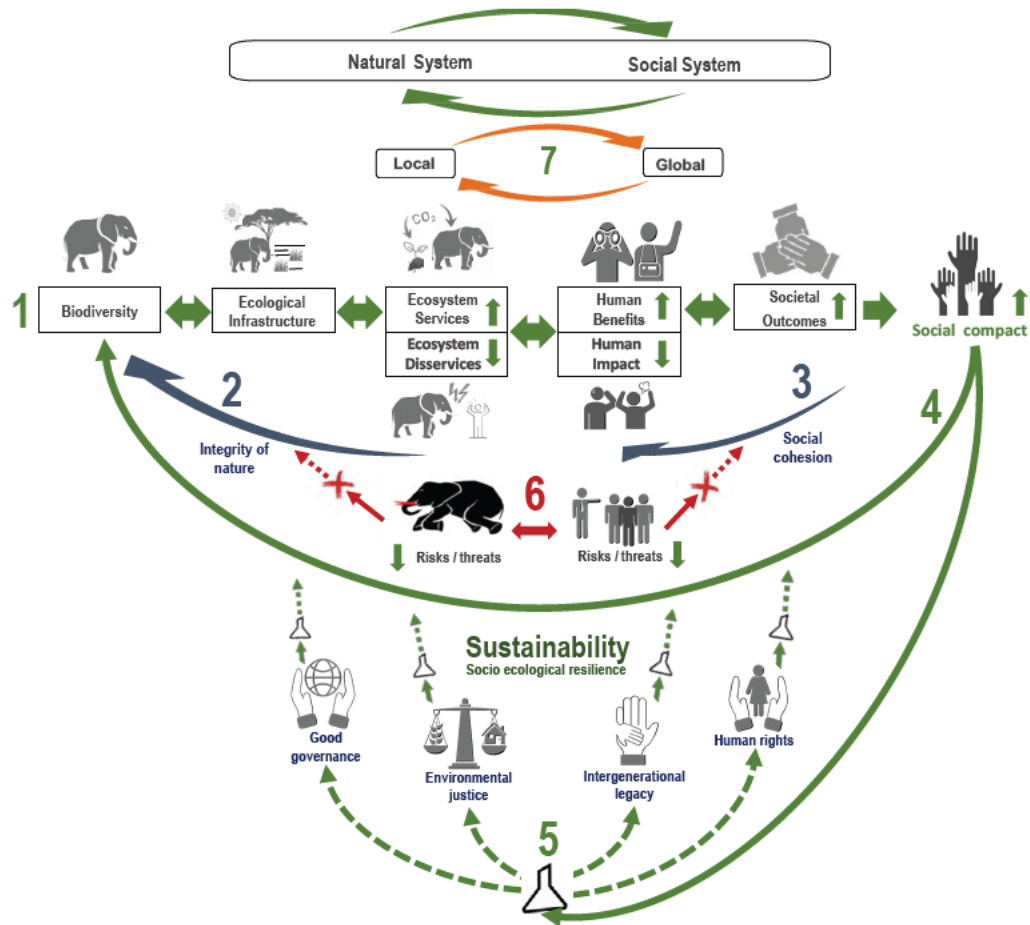 Natural System
Social System
Local
7
Global
CO₂
1
Biodiversity
Ecological
Infrastructure
Ecosystem
Services
Ecosystem
Disservices
Human
Benefits
Human
Impact
Societal
Outcomes
Social compact
2
3
4
Integrity of
nature
Social
cohesion
6
Risks / threats
Risks / threats
Sustainability
Socio ecological resilience
Good
governance
Environmental
justice
Intergenerational
legacy
Human rights
5